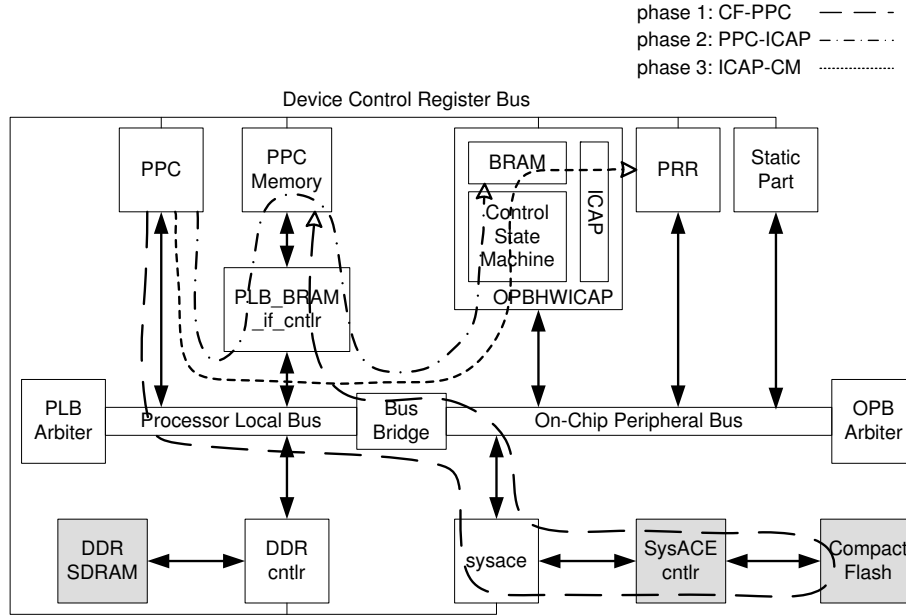 phase 1: CF-PPC
phase 2: PPC-ICAP
phase 3: ICAP-CM
Device Control Register Bus
PPC
PPC
Memory
BRAM
Control
State
Machine
ICAP
OPBHWICAP
PRR
Static
Part
PLB_BRAM
_if_cntlr
PLB
Arbiter
Processor Local Bus
Bus
Bridge
On-Chip Peripheral Bus
OPB
Arbiter
DDR
SDRAM
DDR
cntlr
sysace
SysACE
cntlr
Compact
Flash